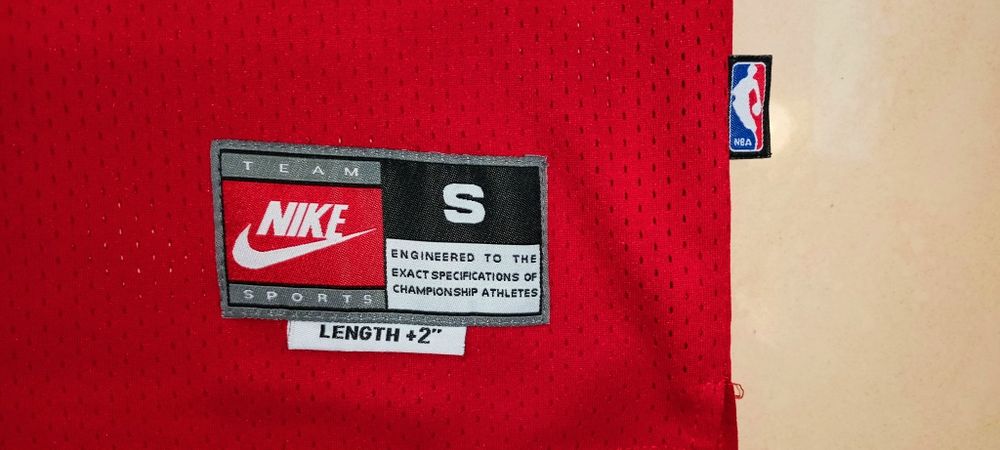 TEAM
NIKE
SPORTS
S
ENGINEERED TO THE
EXACT SPECIFICATIONS OF
CHAMPIONSHIP ATHLETES
LENGTH +2"
NBA